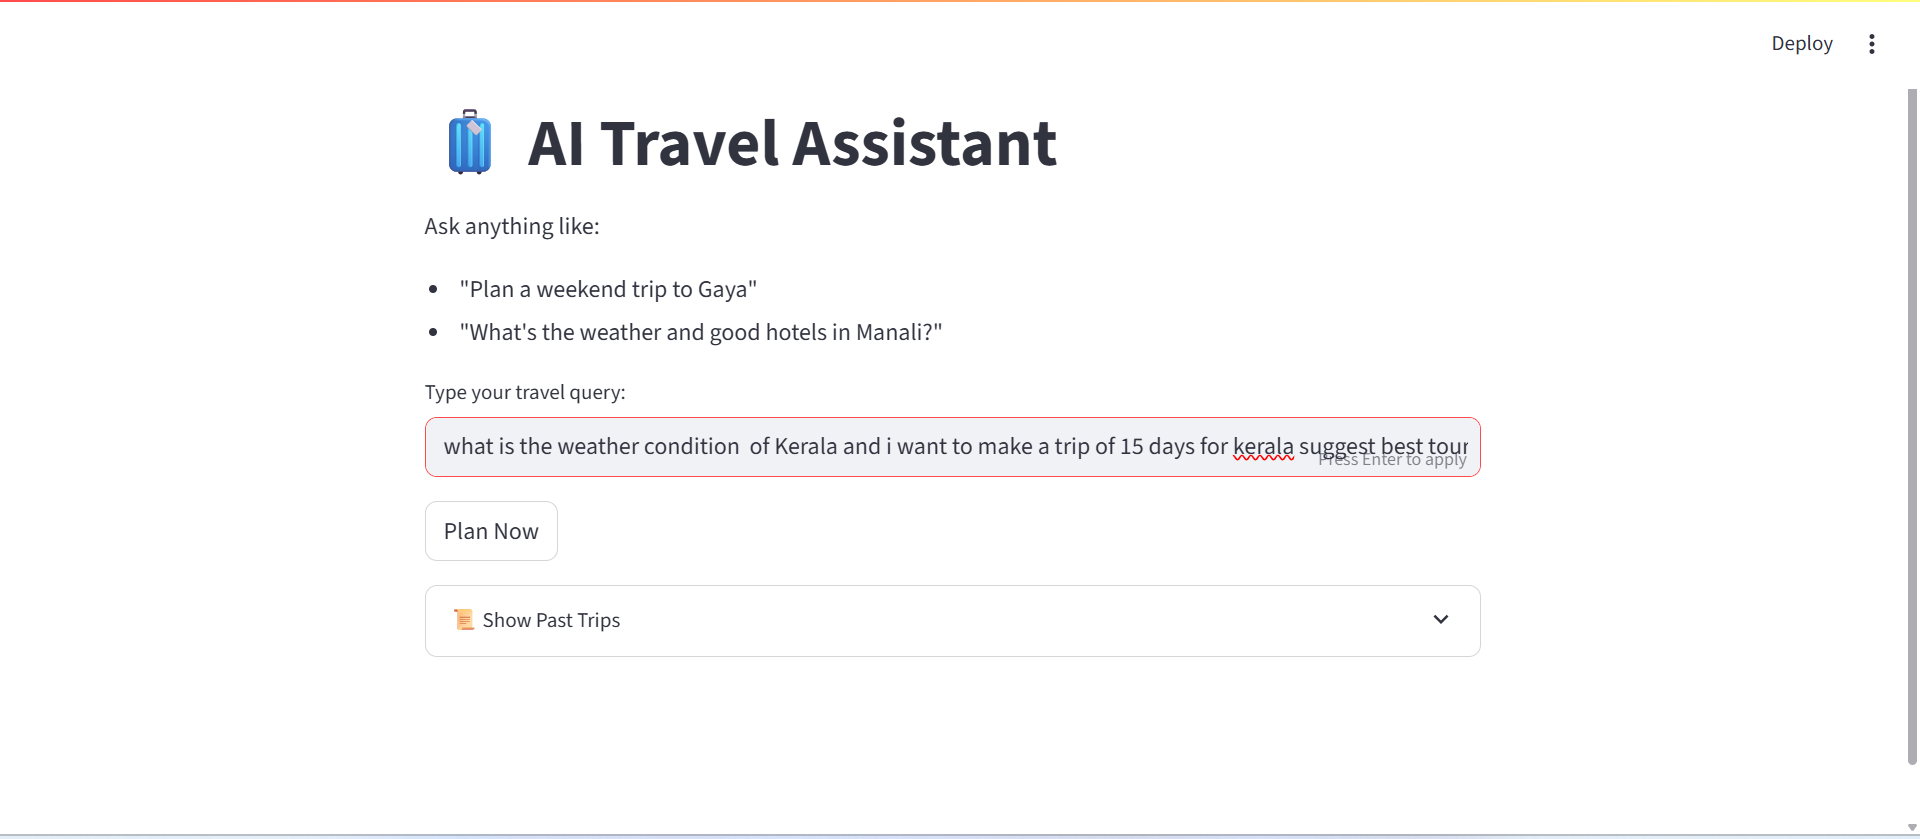 Deploy
AI Travel Assistant
Ask anything like:
"Plan a weekend trip to Gaya"
"What's the weather and good hotels in Manali?"
Type your travel query:
what is the weather condition  of Kerala and i want to make a trip of 15 days for kerala suggest best tour
Press Enter to apply
Plan Now
Show Past Trips